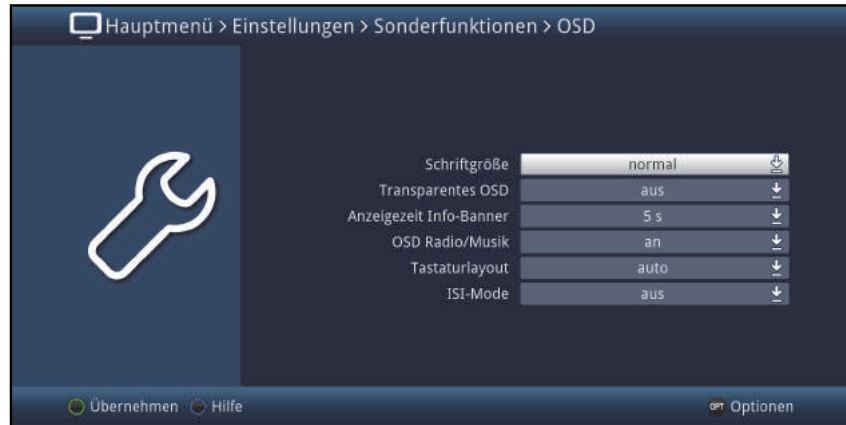 Hauptmenü > Einstellungen > Sonderfunktionen > OSD
Schriftgröße normal
Transparentes OSD aus
Anzeigezeit Info-Banner 5 s
OSD Radio/Musik an
Tastaturlayout auto
ISI-Mode aus
Übernehmen Hilfe OPT Optionen